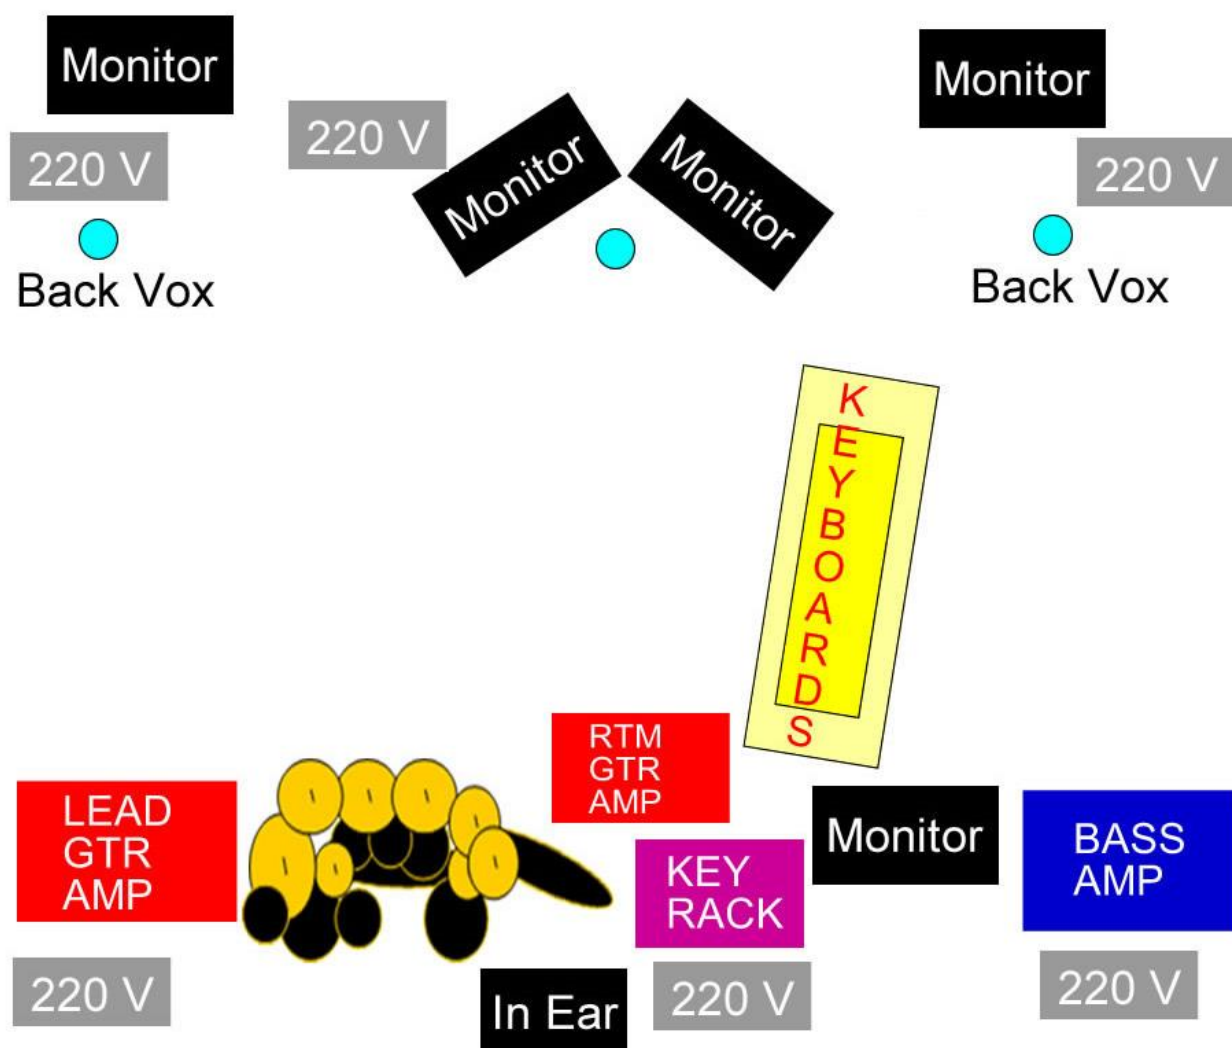 Monitor
Monitor
220 V
220 V
220 V
Monitor
Monitor
Back Vox
Back Vox
KEYBOARDS
RTM
GTR
AMP
LEAD
GTR
AMP
KEY
RACK
Monitor
BASS
AMP
220 V
In Ear
220 V
220 V